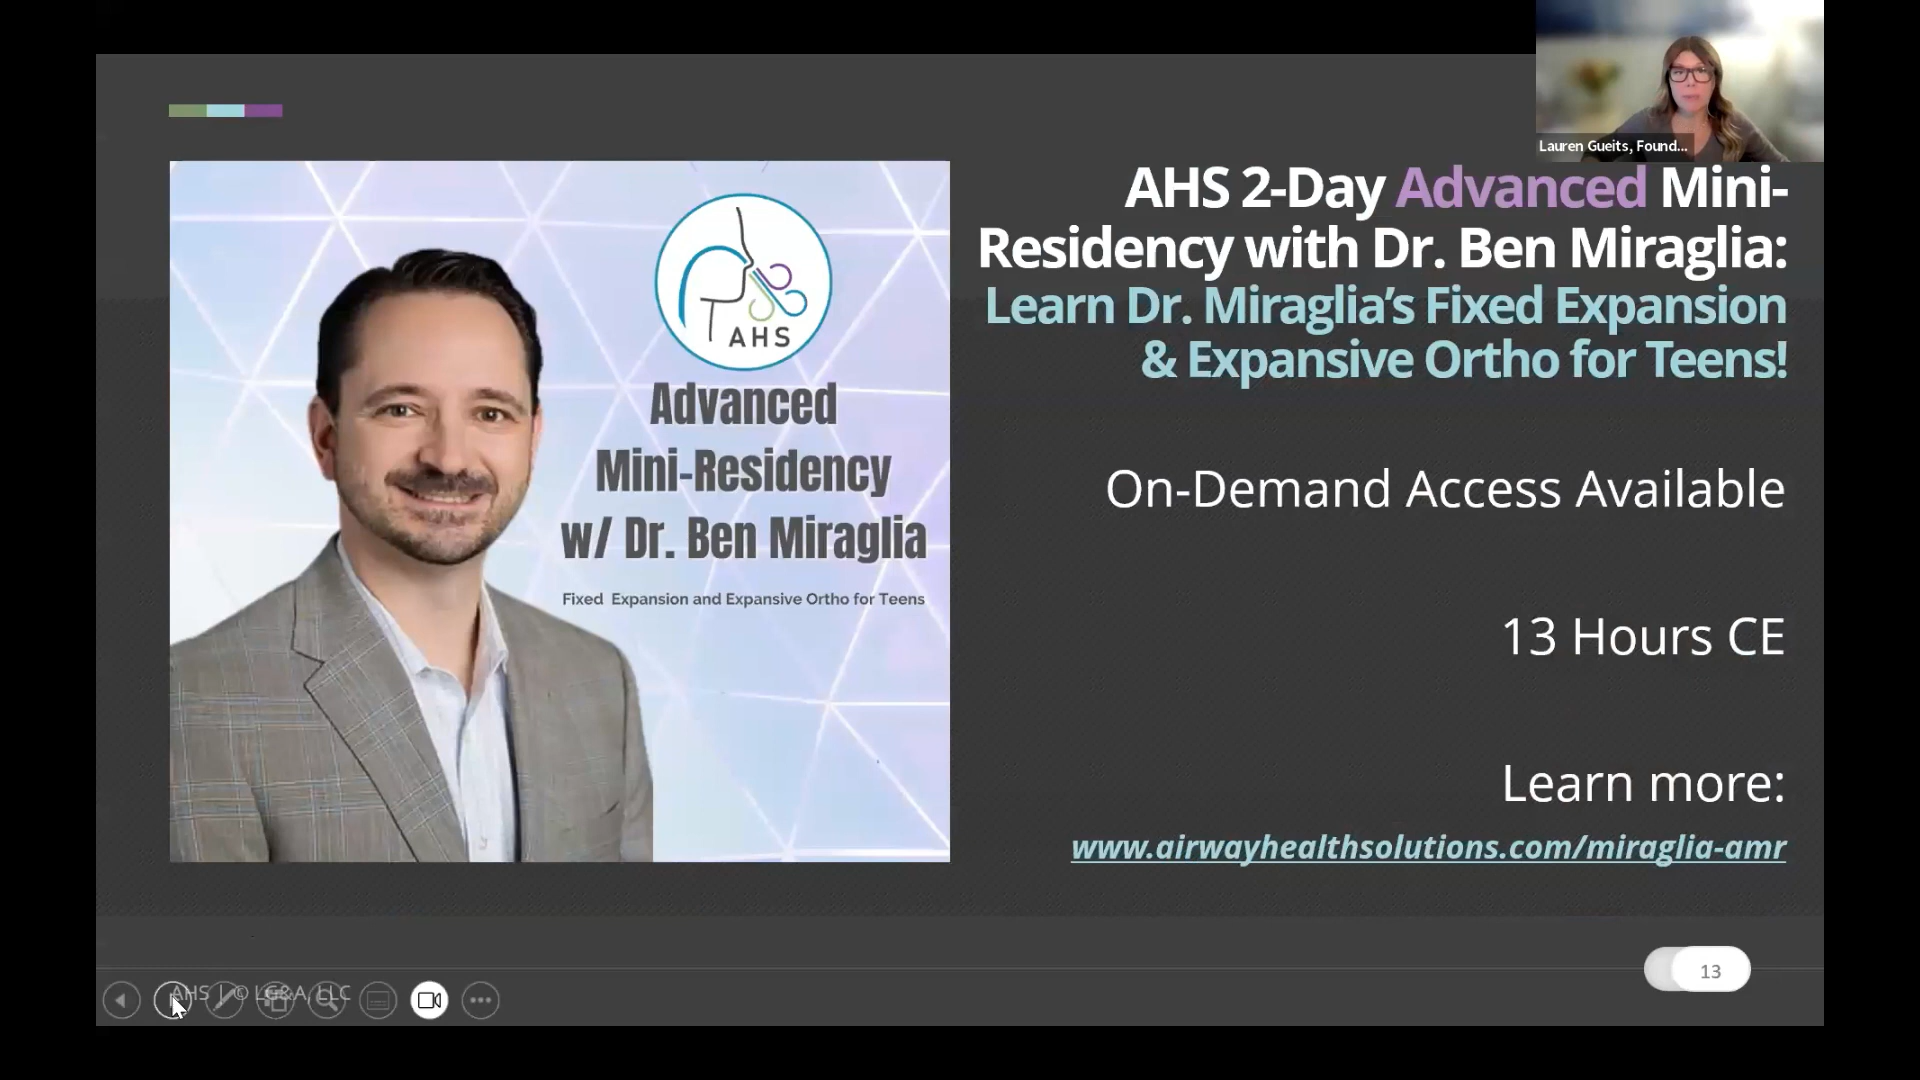 Lauren Gueits, Found...
AHS 2-Day Advanced Mini-
Residency with Dr. Ben Miraglia:
Learn Dr. Miraglia's Fixed Expansion
& Expansive Ortho for Teens!
AHS
Advanced
Mini-Residency
w/ Dr. Ben Miraglia
Fixed Expansion and Expansive Ortho for Teens
On-Demand Access Available
13 Hours CE
Learn more:
www.airwayhealthsolutions.com/miraglia-amr
13
AHS | © LG&A, LLC